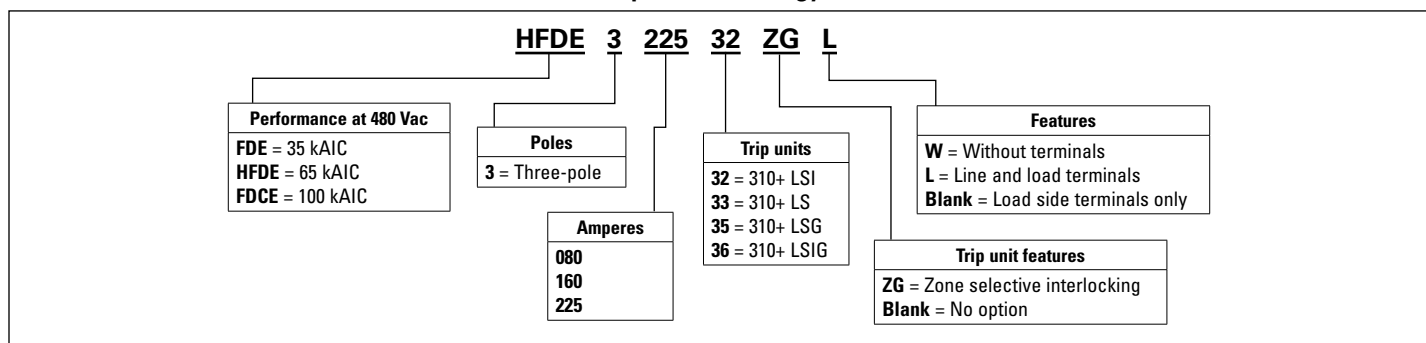 HFDE 3 225 32 ZG L
Performance at 480 Vac
FDE = 35 kAIC
HFDE = 65 kAIC
FDCE = 100 kAIC
Poles
3 = Three-pole
Amperes
080
160
225
Trip units
32 = 310+ LSI
33 = 310+ LS
35 = 310+ LSG
36 = 310+ LSIG
Features
W = Without terminals
L = Line and load terminals
Blank = Load side terminals only
Trip unit features
ZG = Zone selective interlocking
Blank = No option